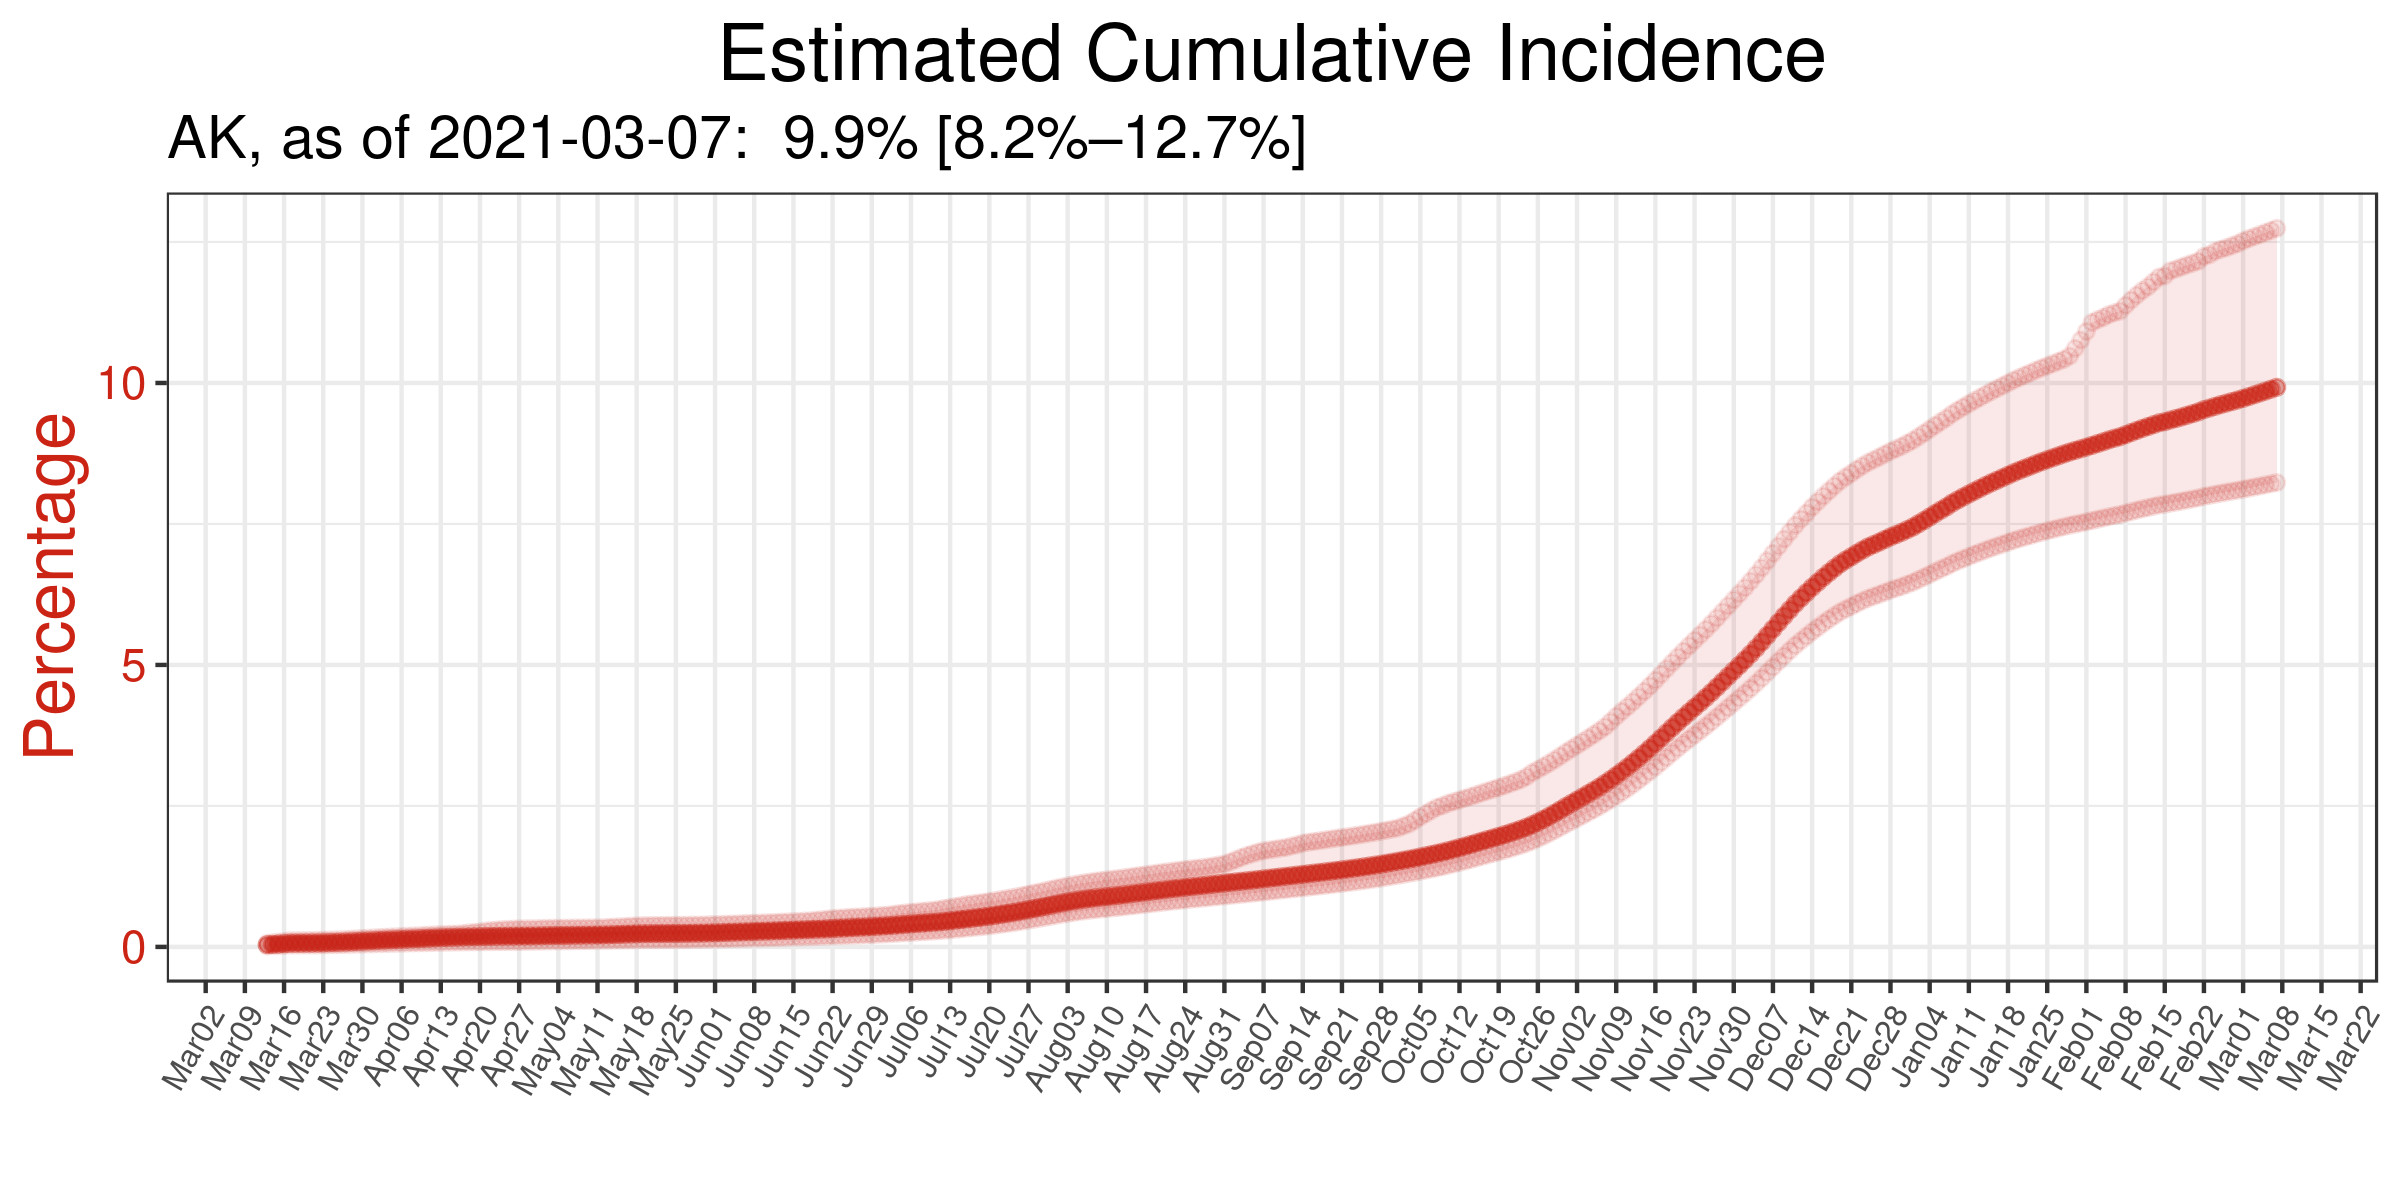 Estimated Cumulative Incidence
AK, as of 2021-03-07:  9.9% [8.2%–12.7%]
Percentage
10
5
0
Mar02
Mar09
Mar16
Mar23
Mar30
Apr06
Apr13
Apr20
Apr27
May04
May11
May18
May25
Jun01
Jun08
Jun15
Jun22
Jun29
Jul06
Jul13
Jul20
Jul27
Aug03
Aug10
Aug17
Aug24
Aug31
Sep07
Sep14
Sep21
Sep28
Oct05
Oct12
Oct19
Oct26
Nov02
Nov09
Nov16
Nov23
Nov30
Dec07
Dec14
Dec21
Dec28
Jan04
Jan11
Jan18
Jan25
Feb01
Feb08
Feb15
Feb22
Mar01
Mar08
Mar15
Mar22